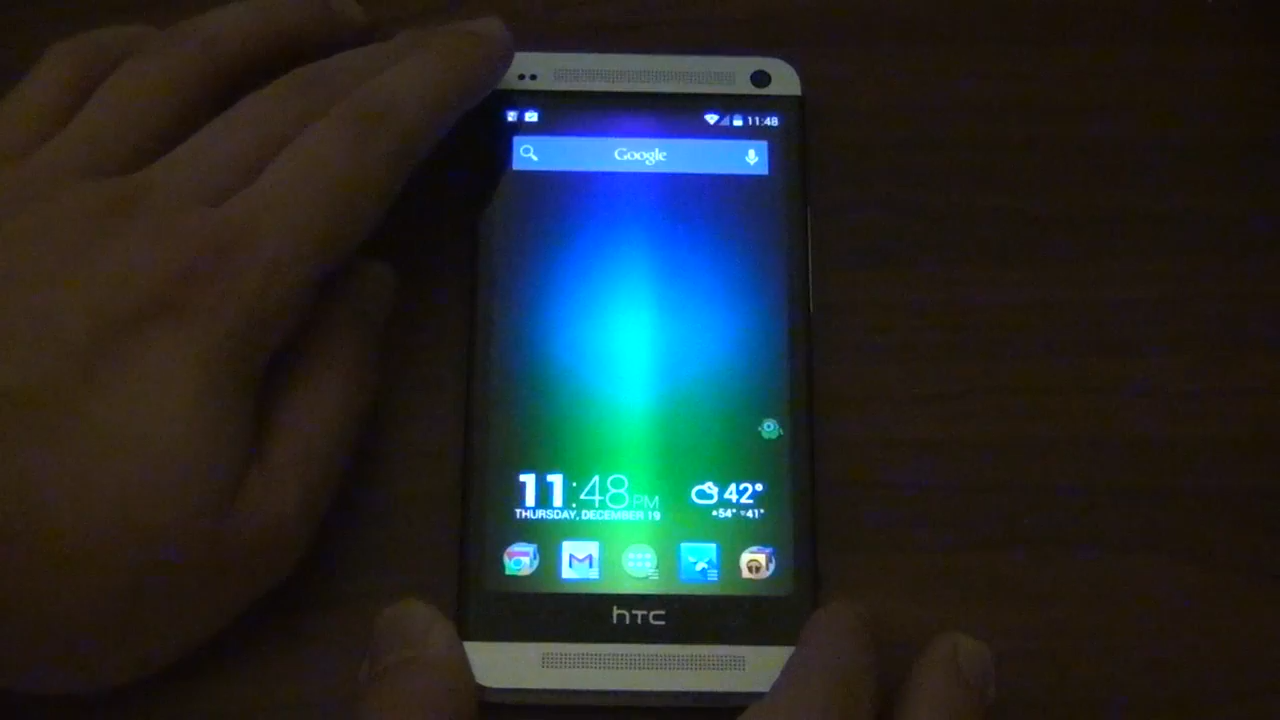 11:48
Google
11:48 PM 42°
THURSDAY, DECEMBER 19 54° 41°
hTC